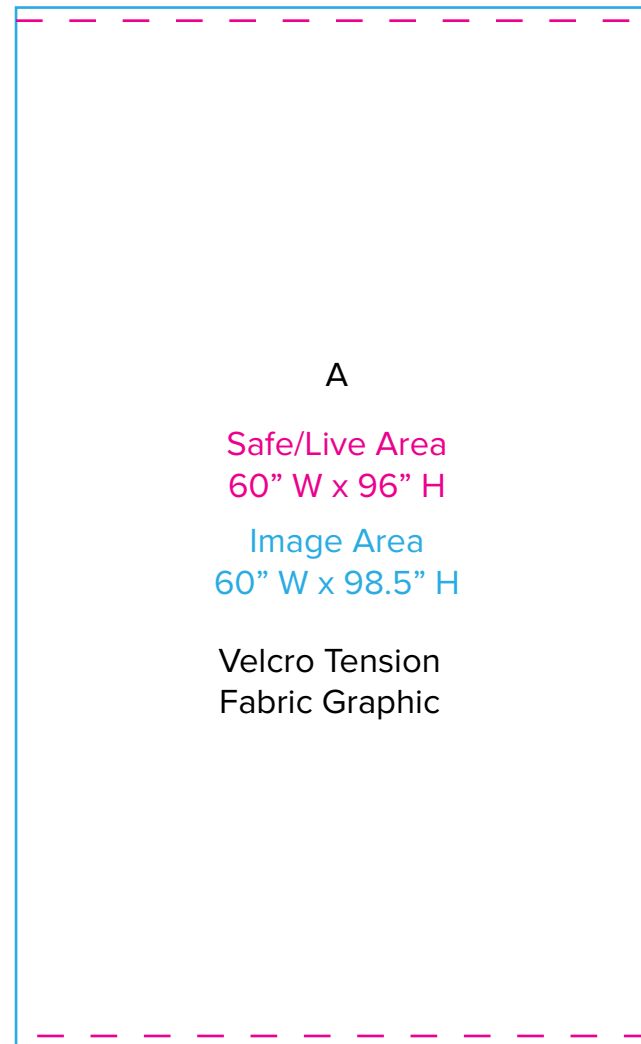 A
Safe/Live Area
60” W x 96” H
Image Area
60” W x 98.5” H
Velcro Tension
Fabric Graphic